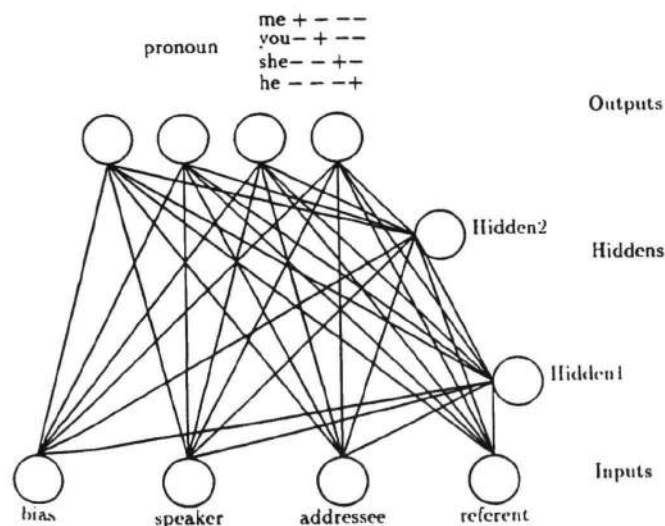 me + − − −
pronoun you − + − −
she − − + −
he − − − +
Outputs
Hidden2
Hiddens
Hidden1
Inputs
bias speaker addressee referent